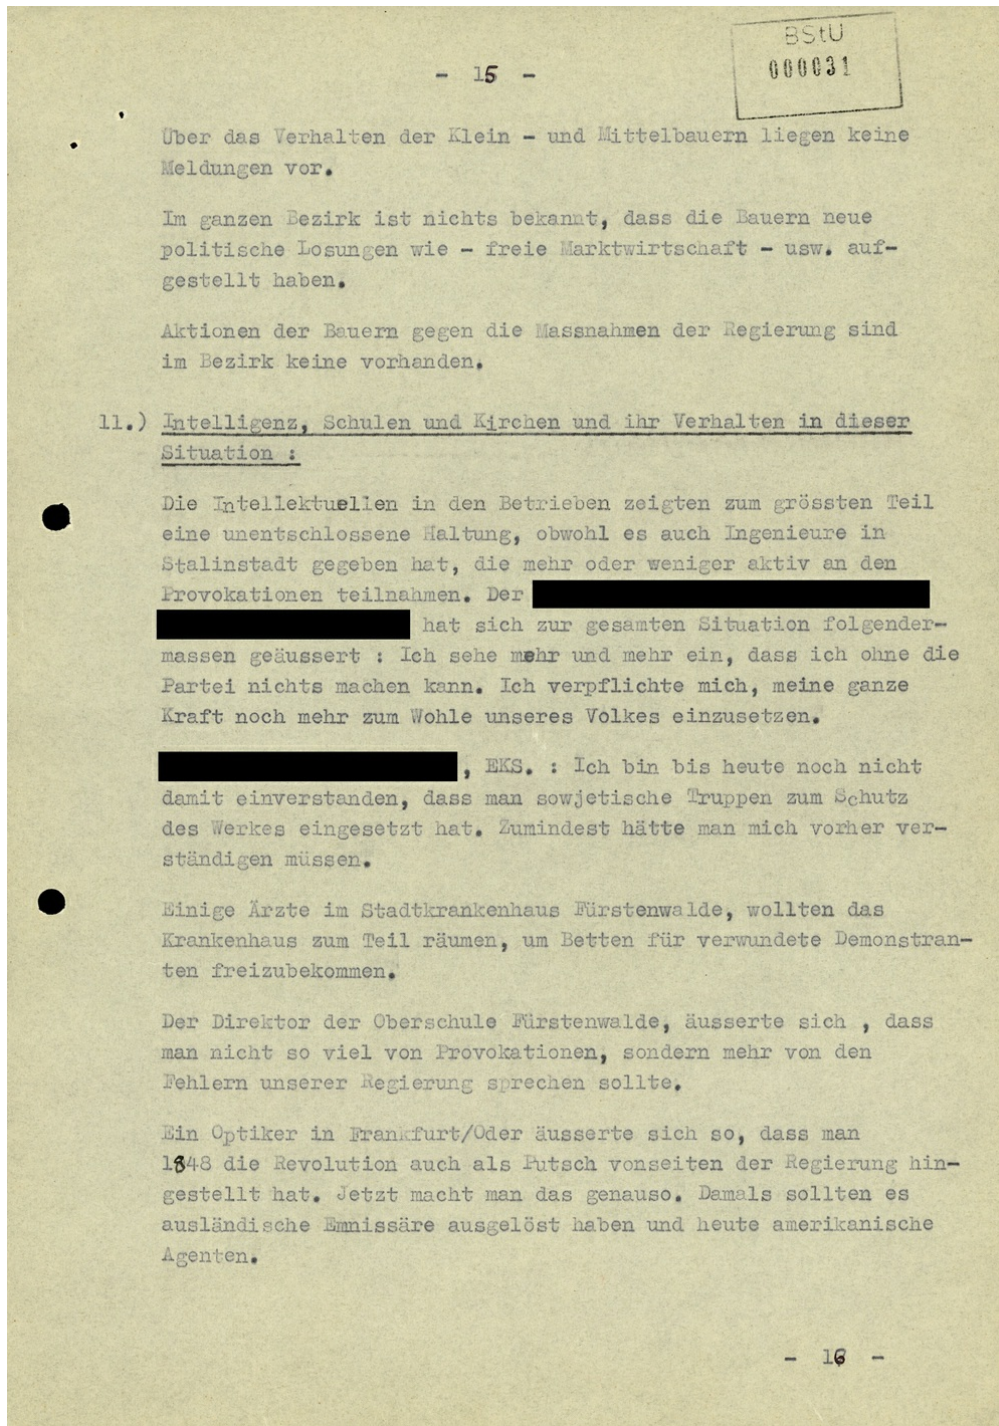 BStU
000031
- 15 -
Über das Verhalten der Klein - und Mittelbauern liegen keine
Meldungen vor.
Im ganzen Bezirk ist nichts bekannt, dass die Bauern neue
politische Losungen wie - freie Marktwirtschaft - usw. auf-
gestellt haben.
Aktionen der Bauern gegen die Massnahmen der Regierung sind
im Bezirk keine vorhanden.
11.) Intelligenz, Schulen und Kirchen und ihr Verhalten in dieser
Situation :
Die Intellektuellen in den Betrieben zeigten zum grössten Teil
eine unentschlossene Haltung, obwohl es auch Ingenieure in
Stalinstadt gegeben hat, die mehr oder weniger aktiv an den
Provokationen teilnahmen. Der
hat sich zur gesamten Situation folgender-
massen geäussert : Ich sehe mehr und mehr ein, dass ich ohne die
Partei nichts machen kann. Ich verpflichte mich, meine ganze
Kraft noch mehr zum Wohle unseres Volkes einzusetzen.
, EKS. : Ich bin bis heute noch nicht
damit einverstanden, dass man sowjetische Truppen zum Schutz
des Werkes eingesetzt hat. Zumindest hätte man mich vorher ver-
ständigen müssen.
Einige Ärzte im Stadtkrankenhaus Fürstenwalde, wollten das
Krankenhaus zum Teil räumen, um Betten für verwundete Demonstran-
ten freizubekommen.
Der Direktor der Oberschule Fürstenwalde, äusserte sich , dass
man nicht so viel von Provokationen, sondern mehr von den
Fehlern unserer Regierung sprechen sollte.
Ein Optiker in Frankfurt/Oder äusserte sich so, dass man
1848 die Revolution auch als Putsch vonseiten der Regierung hin-
gestellt hat. Jetzt macht man das genauso. Damals sollten es
ausländische Emnissäre ausgelöst haben und heute amerikanische
Agenten.
- 16 -